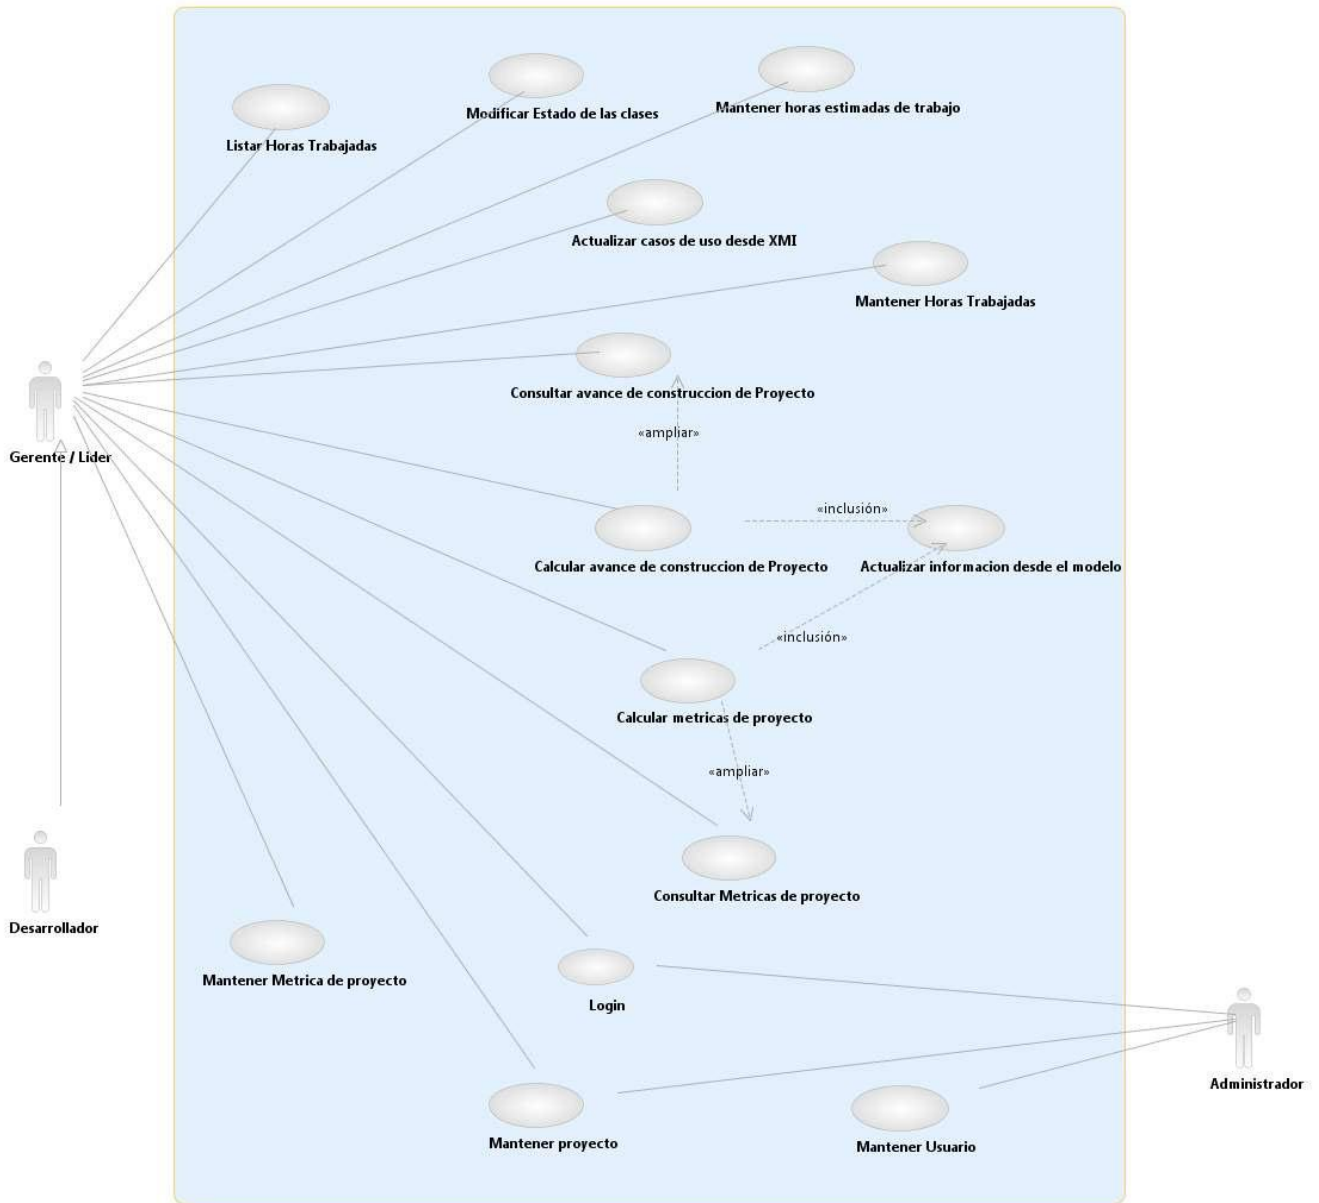 Modificar Estado de las clases
Mantener horas estimadas de trabajo
Listar Horas Trabajadas
Actualizar casos de uso desde XMI
Mantener Horas Trabajadas
Consultar avance de construccion de Proyecto
«ampliar»
Gerente / Lider
«inclusión»
Calcular avance de construccion de Proyecto
Actualizar informacion desde el modelo
«inclusión»
Calcular metricas de proyecto
«ampliar»
Consultar Metricas de proyecto
Desarrollador
Mantener Metrica de proyecto
Login
Administrador
Mantener proyecto
Mantener Usuario